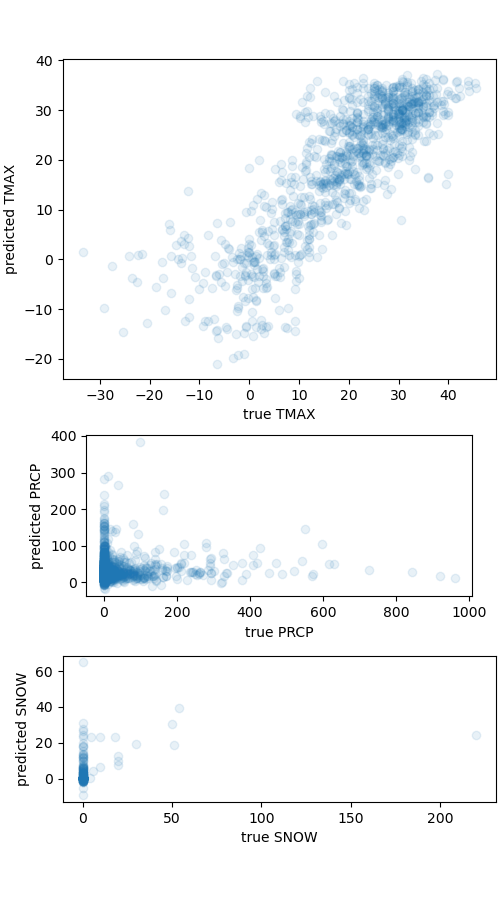 40
30
20
10
0
−10
−20
predicted TMAX
−30 −20 −10 0 10 20 30 40
true TMAX
400
300
200
100
0
predicted PRCP
0 200 400 600 800 1000
true PRCP
60
40
20
0
predicted SNOW
0 50 100 150 200
true SNOW